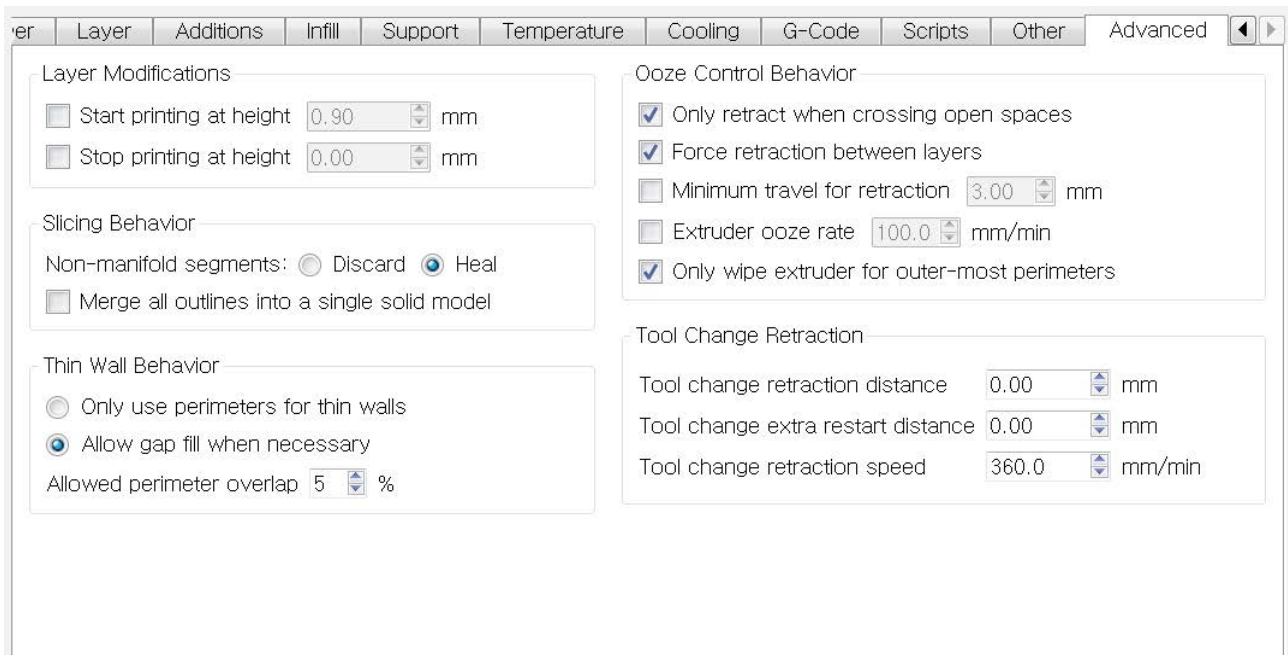 er Layer Additions Infill Support Temperature Cooling G-Code Scripts Other Advanced
Layer Modifications
Start printing at height 0.90 mm
Stop printing at height 0.00 mm
Slicing Behavior
Non-manifold segments: Discard Heal
Merge all outlines into a single solid model
Thin Wall Behavior
Only use perimeters for thin walls
Allow gap fill when necessary
Allowed perimeter overlap 5 %
Ooze Control Behavior
Only retract when crossing open spaces
Force retraction between layers
Minimum travel for retraction 3.00 mm
Extruder ooze rate 100.0 mm/min
Only wipe extruder for outer-most perimeters
Tool Change Retraction
Tool change retraction distance 0.00 mm
Tool change extra restart distance 0.00 mm
Tool change retraction speed 360.0 mm/min